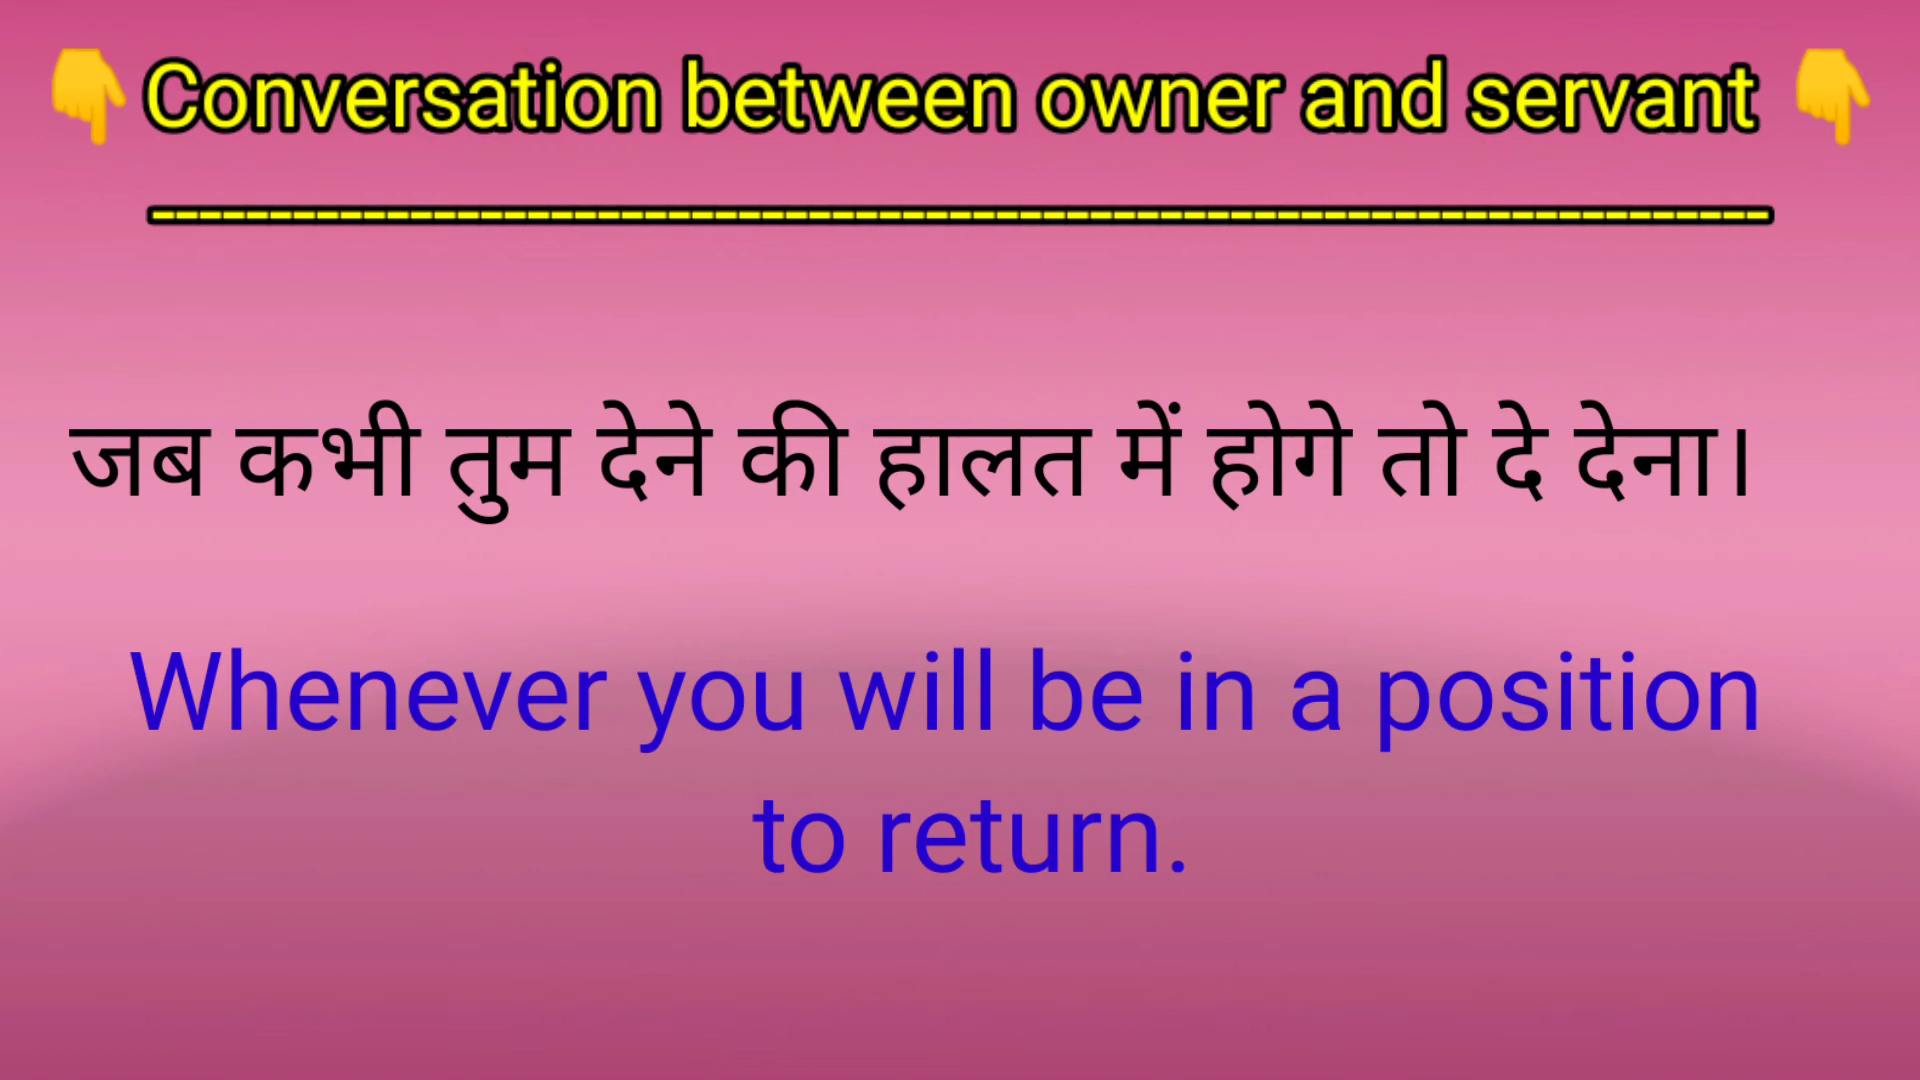 👇 Conversation between owner and servant 👇
---------------------------------------------------------------------
जब कभी तुम देने की हालत में होगे तो दे देना।
Whenever you will be in a position
to return.